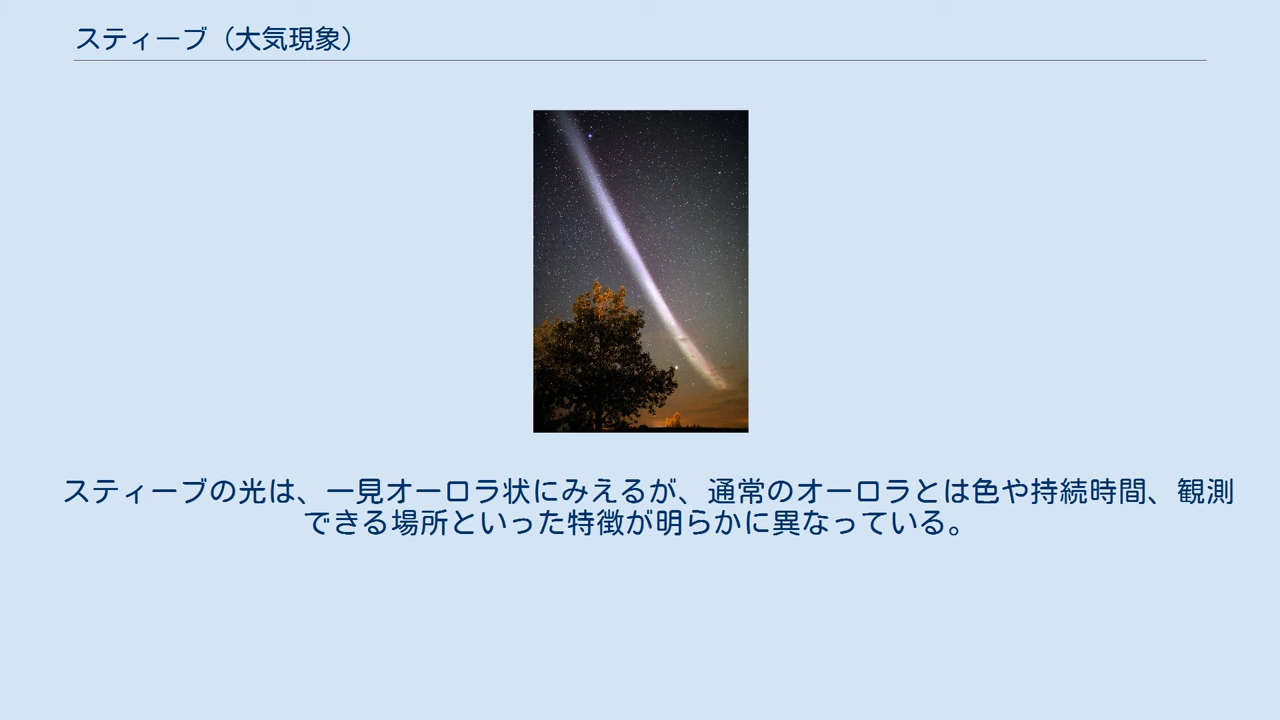 スティーブ（大気現象）
スティーブの光は、一見オーロラ状にみえるが、通常のオーロラとは色や持続時間、観測
できる場所といった特徴が明らかに異なっている。